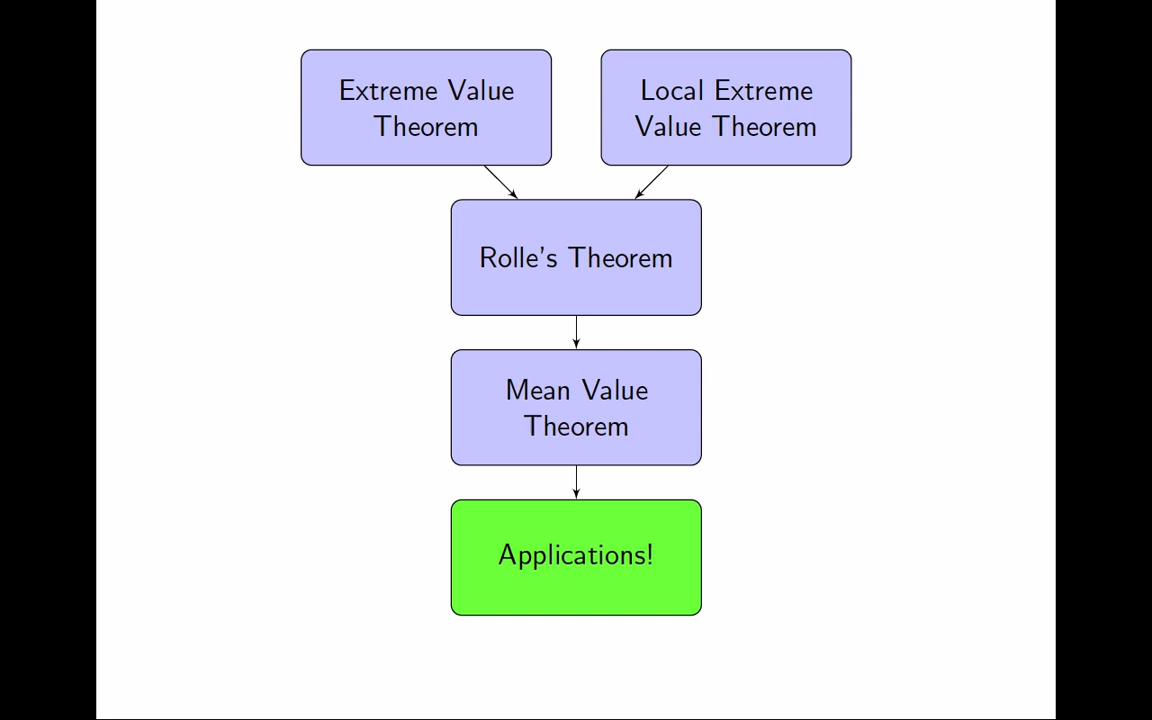 Extreme Value
Theorem
Local Extreme
Value Theorem
Rolle's Theorem
Mean Value
Theorem
Applications!